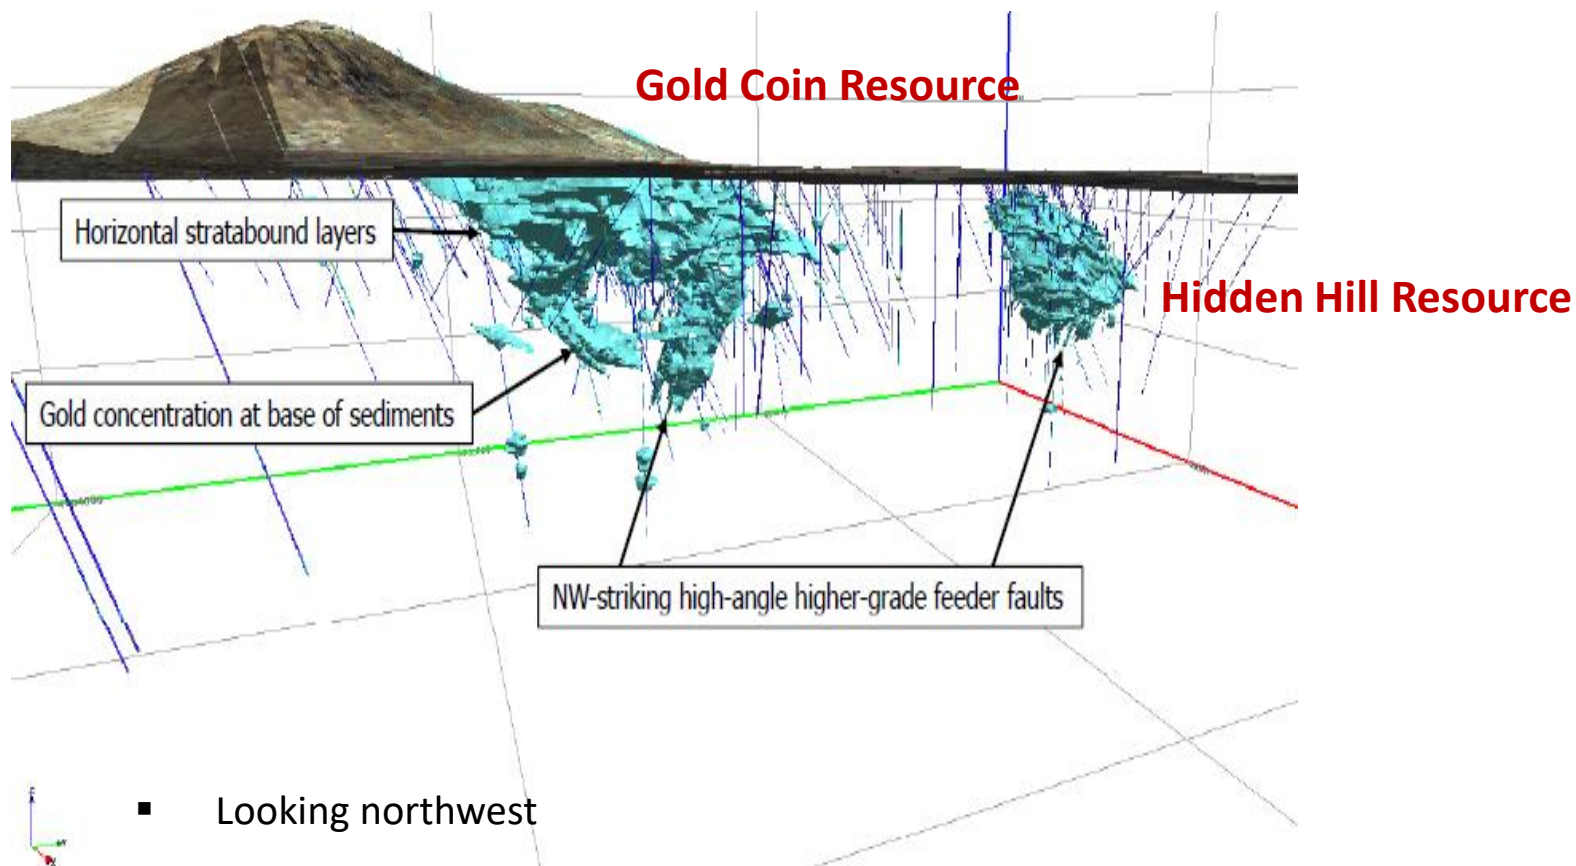 Gold Coin Resource
Horizontal stratabound layers
Hidden Hill Resource
Gold concentration at base of sediments
NW-striking high-angle higher-grade feeder faults
Looking northwest